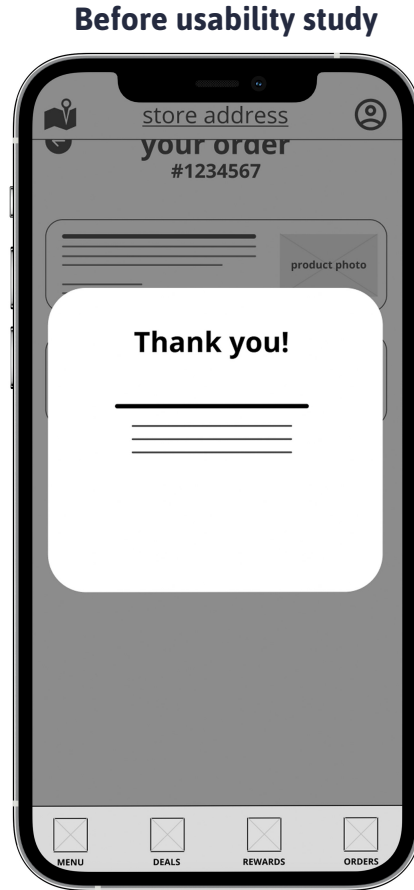 Before usability study
store address
your order
#1234567
product photo
Thank you!
MENU DEALS REWARDS ORDERS